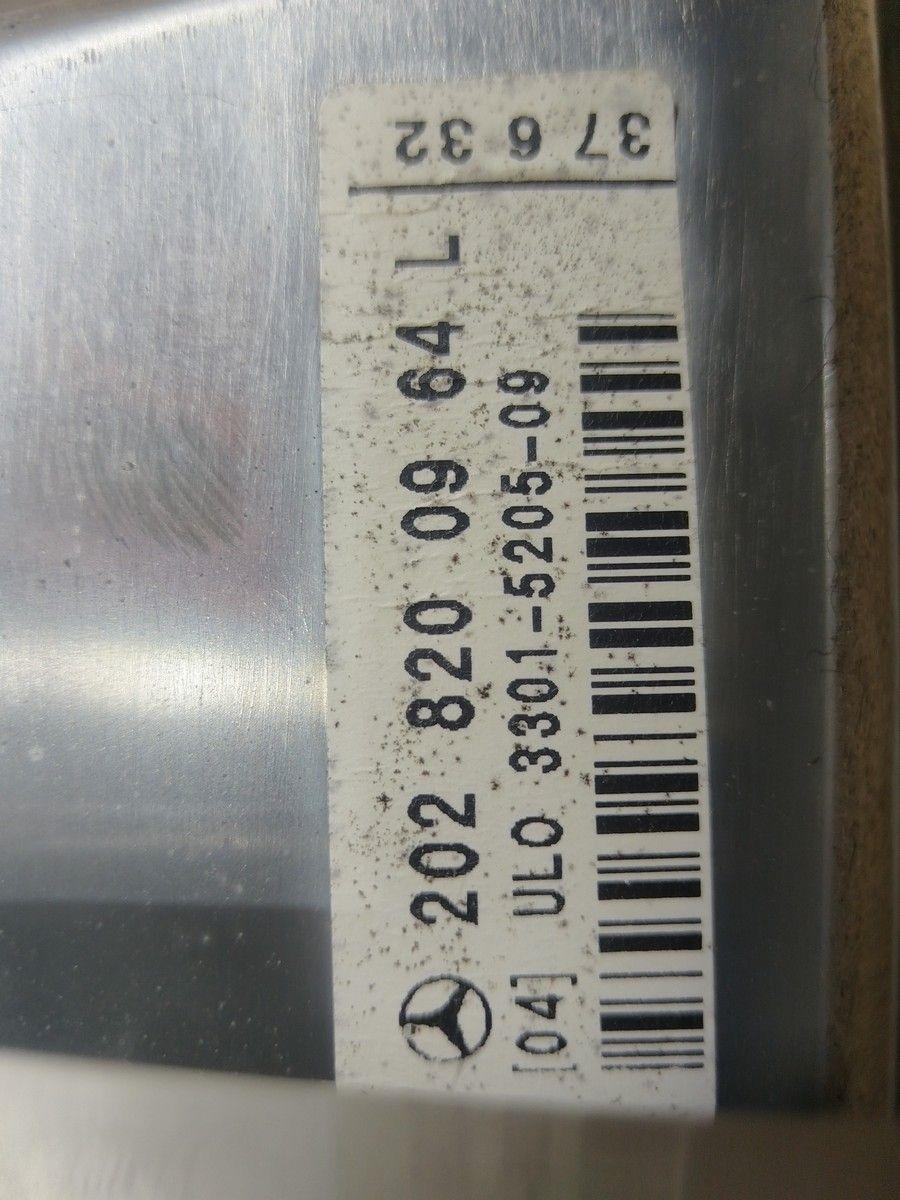 202 820 09 64 L
[04] ULO 3301-5205-09
37 6 32